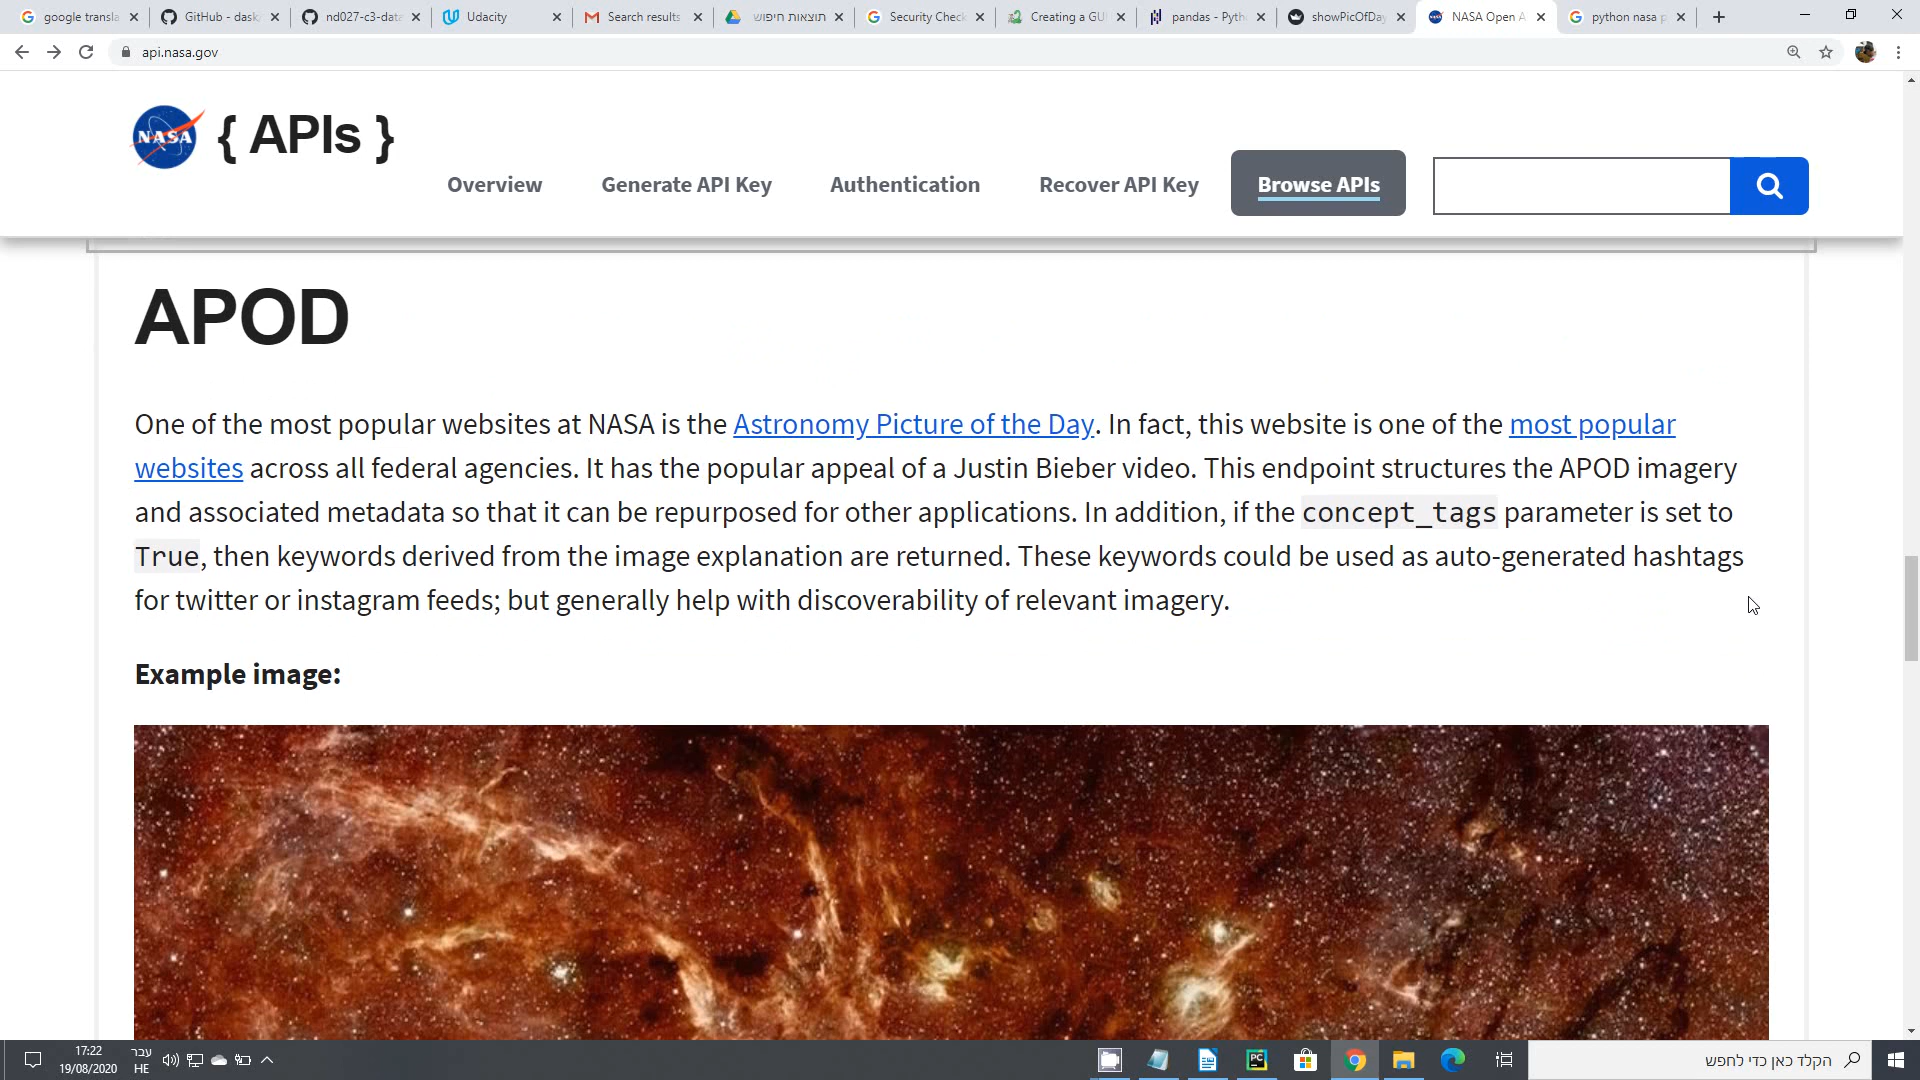 google transla
GitHub - dask
nd027-c3-data
Udacity
Search results
תוצאות חיפוש
Security Check
Creating a GUI
pandas - Pyth
showPicOfDay
NASA Open A
python nasa p
api.nasa.gov
NASA
{ APIs }
Overview
Generate API Key
Authentication
Recover API Key
Browse APIs
APOD
One of the most popular websites at NASA is the Astronomy Picture of the Day. In fact, this website is one of the most popular
websites across all federal agencies. It has the popular appeal of a Justin Bieber video. This endpoint structures the APOD imagery
and associated metadata so that it can be repurposed for other applications. In addition, if the concept_tags parameter is set to
True, then keywords derived from the image explanation are returned. These keywords could be used as auto-generated hashtags
for twitter or instagram feeds; but generally help with discoverability of relevant imagery.
Example image:
17:22
19/08/2020
עבר
HE
PC
הקלד כאן כדי לחפש